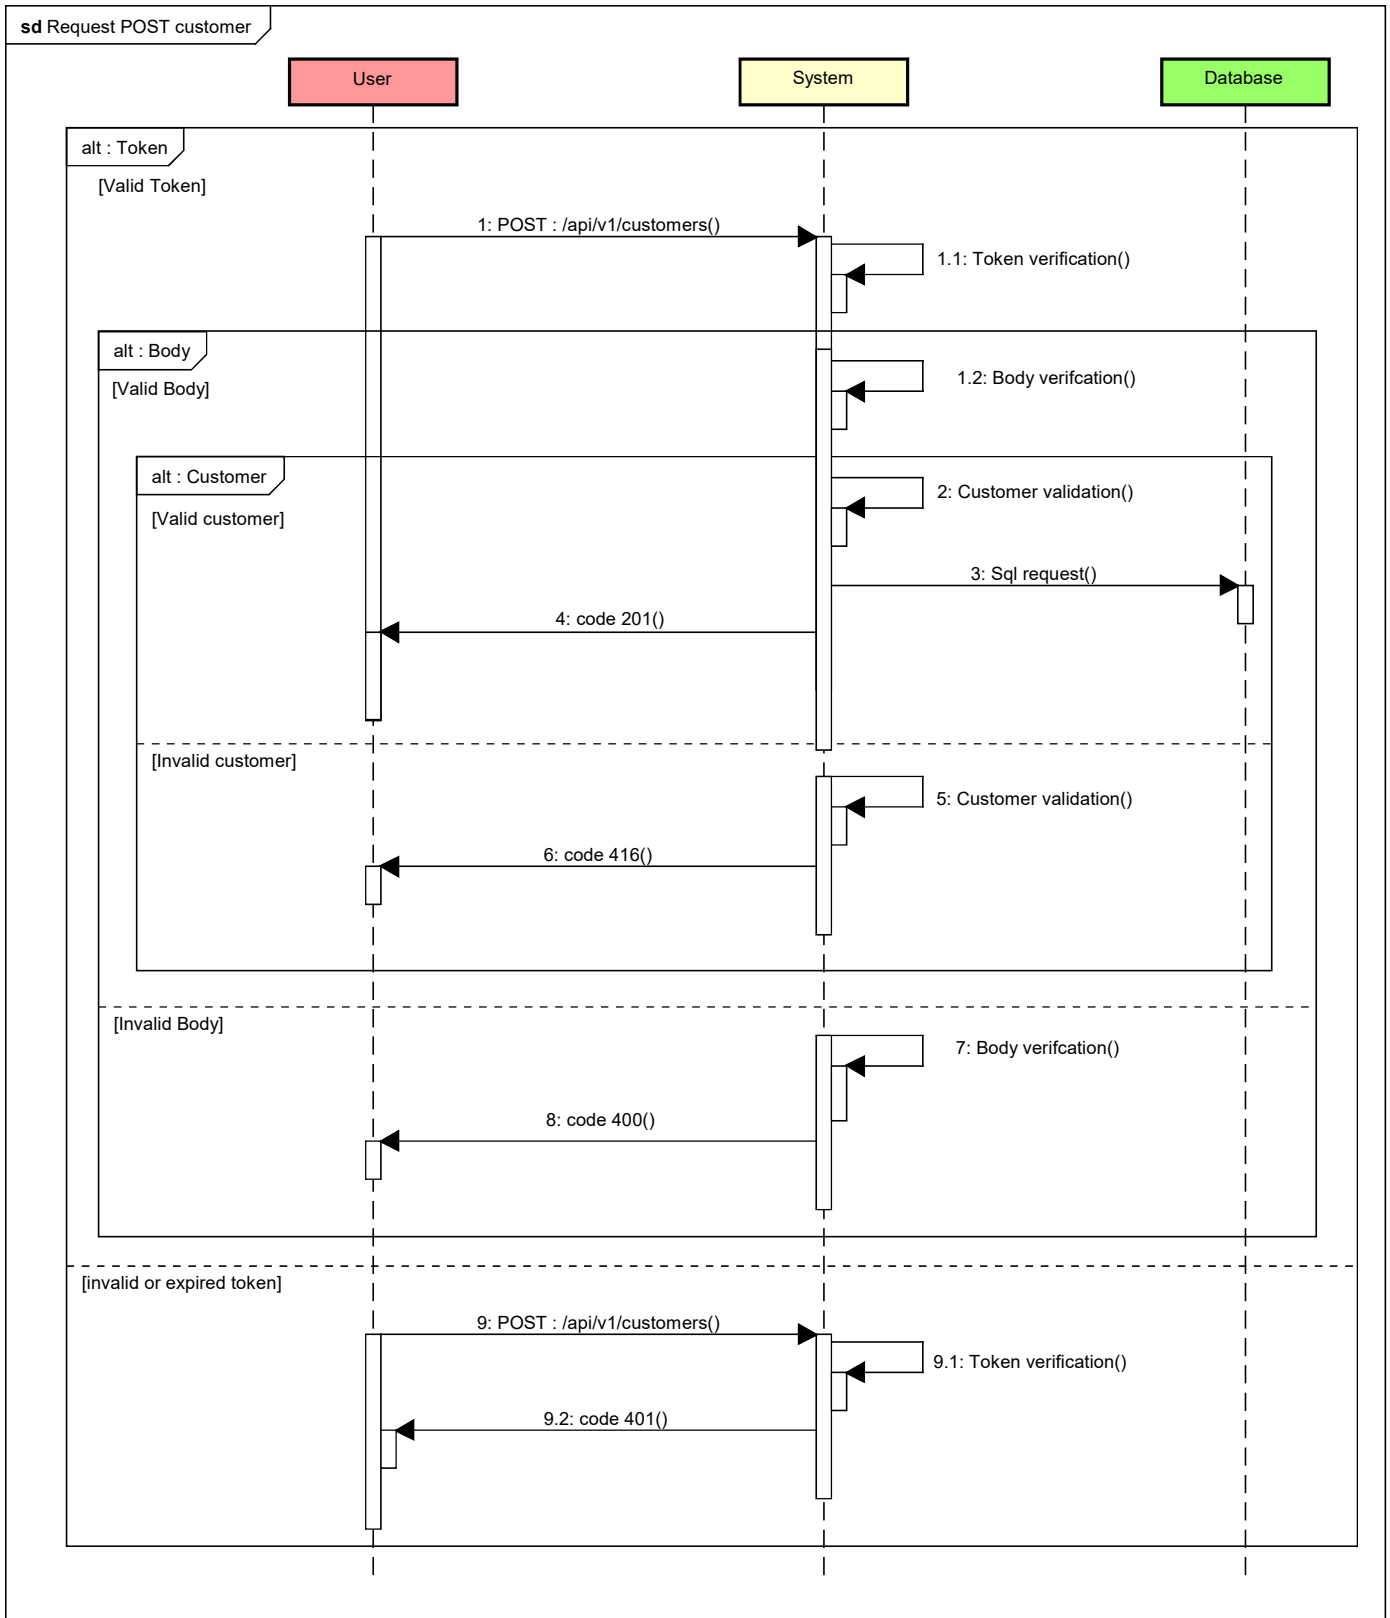 sd Request POST customer
User
System
Database
alt : Token
[Valid Token]
1: POST : /api/v1/customers()
1.1: Token verification()
alt : Body
[Valid Body]
1.2: Body verifcation()
alt : Customer
[Valid customer]
2: Customer validation()
3: Sql request()
4: code 201()
[Invalid customer]
5: Customer validation()
6: code 416()
[Invalid Body]
7: Body verifcation()
8: code 400()
[invalid or expired token]
9: POST : /api/v1/customers()
9.1: Token verification()
9.2: code 401()